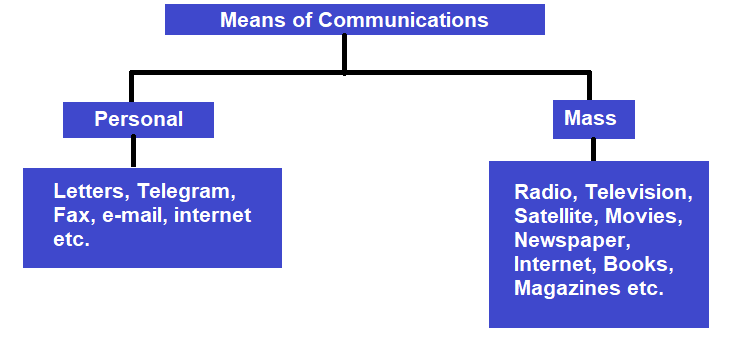 Means of Communications
Personal
Mass
Letters, Telegram,
Fax, e-mail, internet
etc.
Radio, Television,
Satellite, Movies,
Newspaper,
Internet, Books,
Magazines etc.